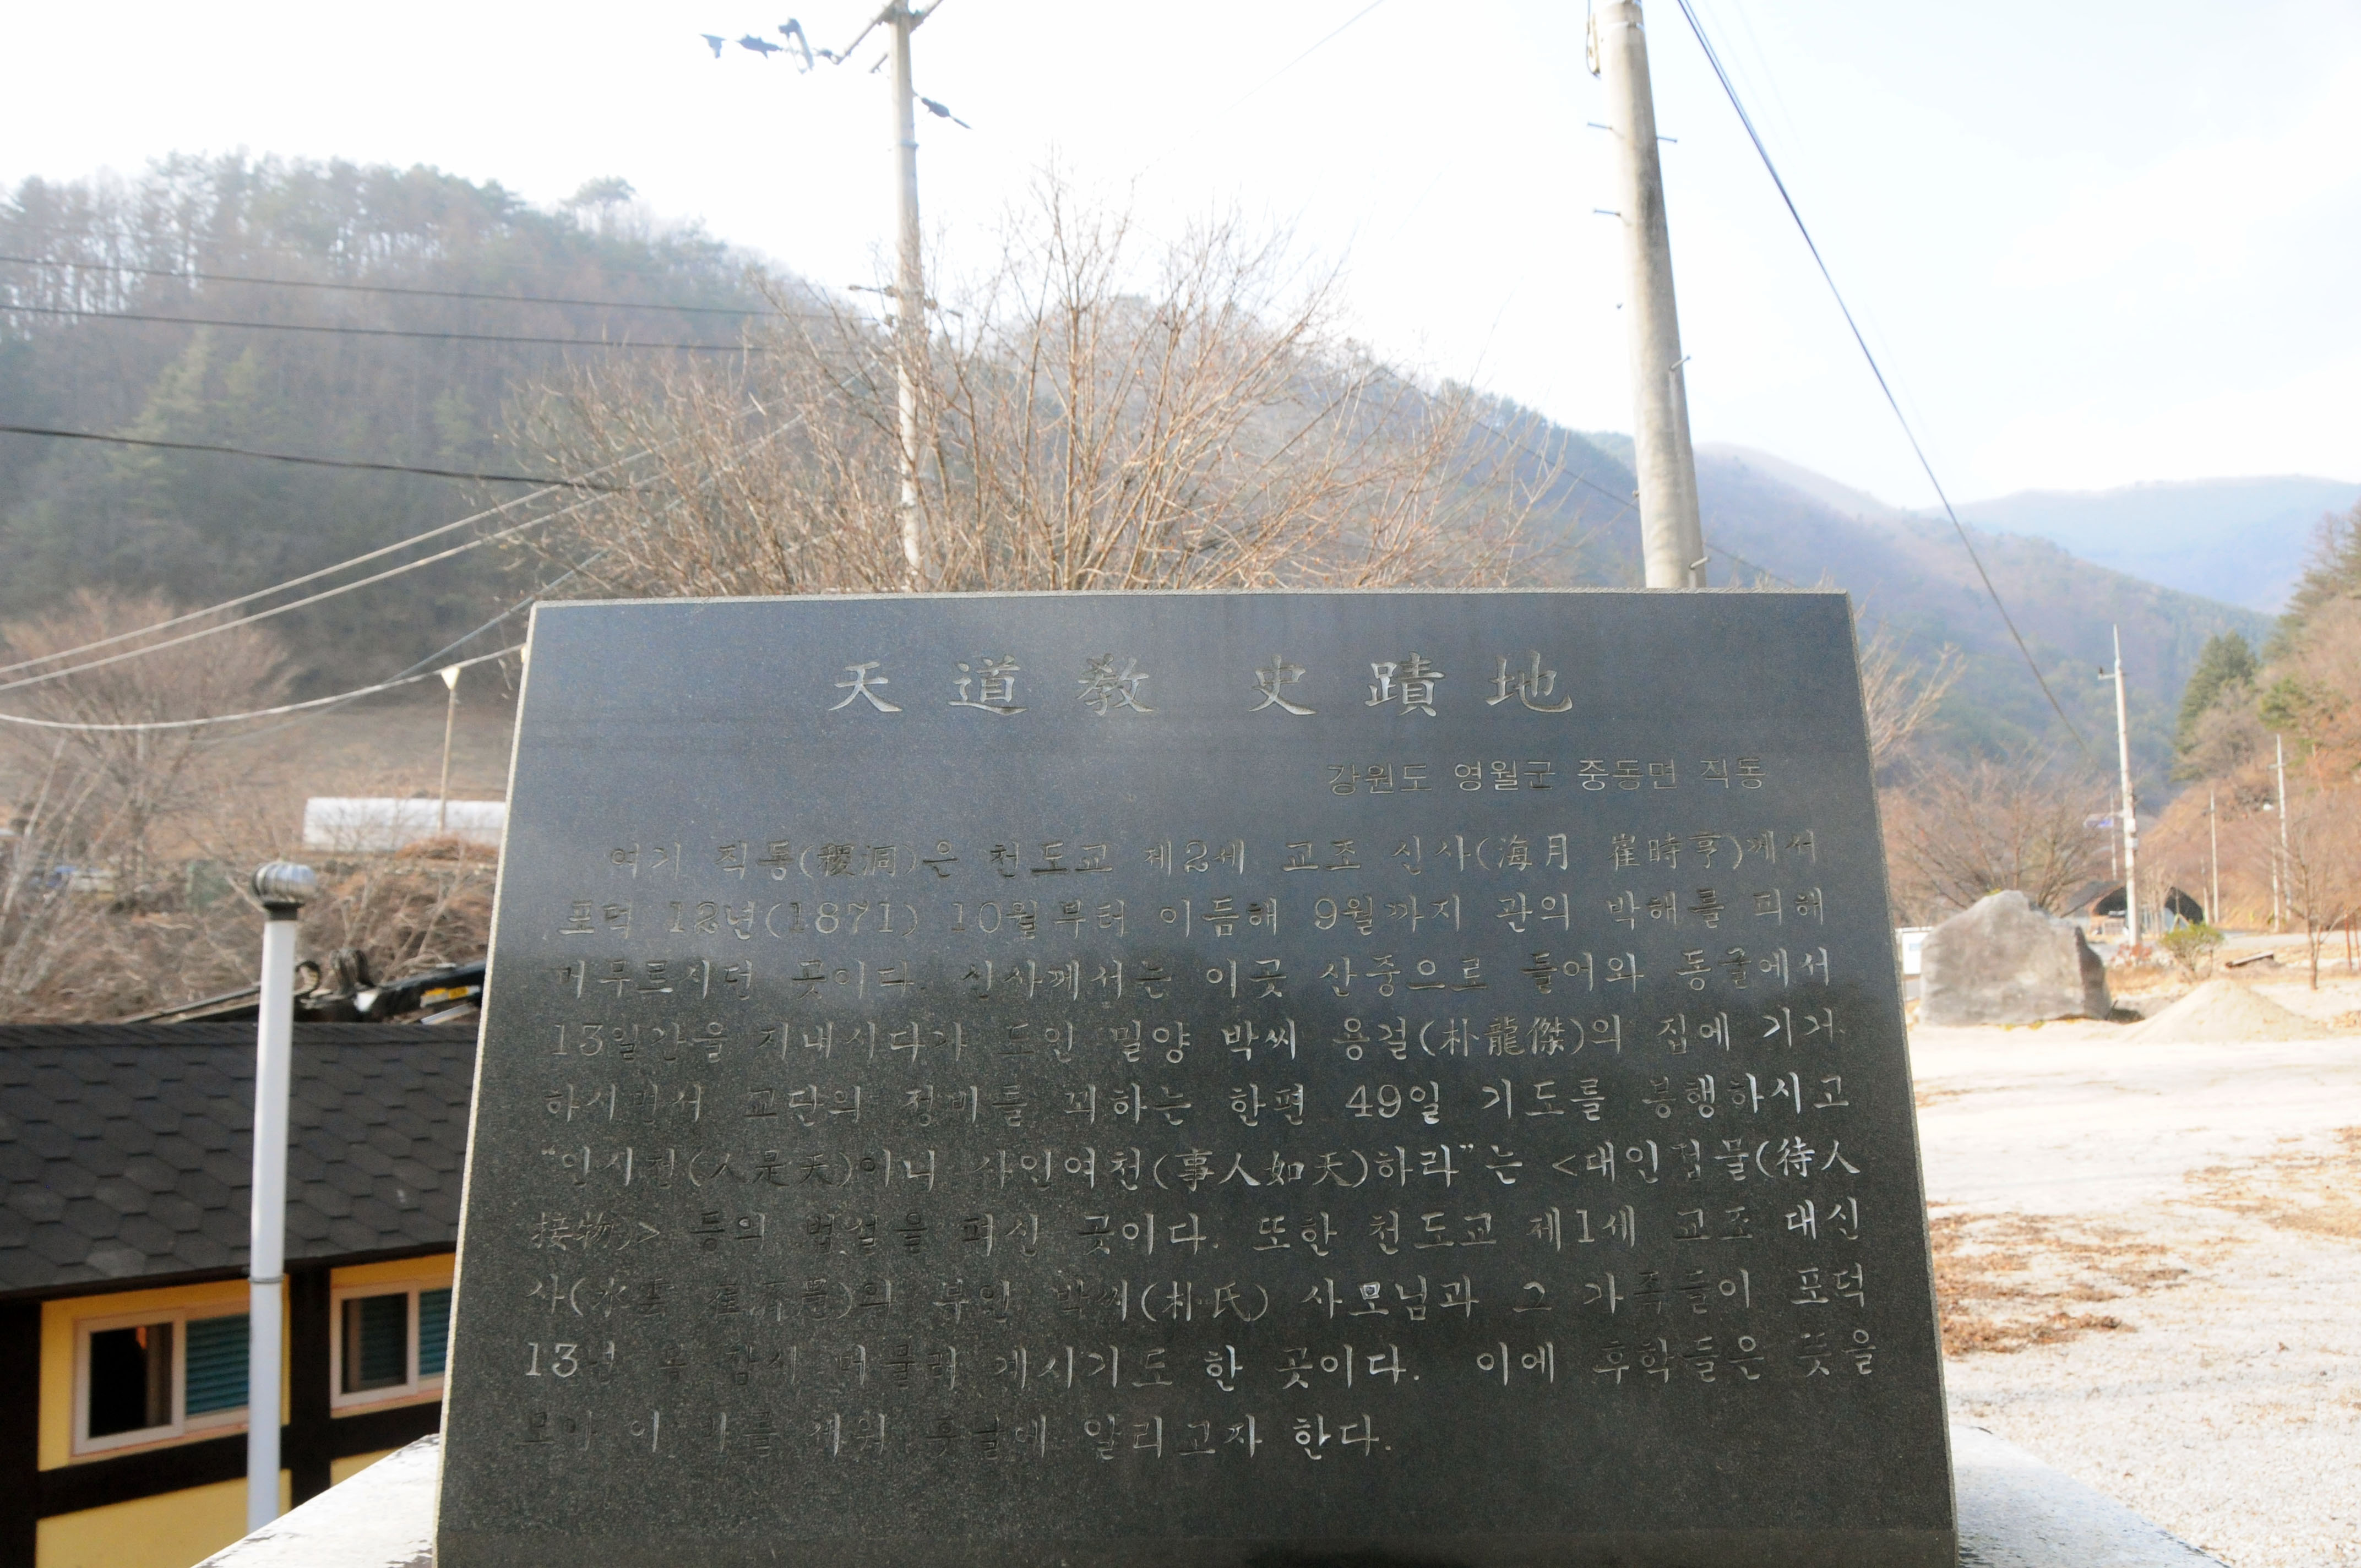 天道敎 史蹟地
강원도 영월군 중동면 직동
여기 직동(稷洞)은 천도교 제2세 교조 신사(海月 崔時亨)께서
포덕 12년(1871) 10월부터 이듬해 9월까지 관의 박해를 피해
머무르시던 곳이다. 신사께서는 이곳 산중으로 들어와 동굴에서
13일간을 지내시다가 도인 밀양 박씨 용걸(朴龍傑)의 집에 기거
하시면서 교단의 정비를 꾀하는 한편 49일 기도를 봉행하시고
"인시천(人是天)이니 사인여천(事人如天)하라"는 <대인접물(待人
接物)> 등의 법설을 펴신 곳이다. 또한 천도교 제1세 교조 대신
사(水雲 崔濟愚)의 부인 박씨(朴氏) 사모님과 그 가족들이 포덕
13년 잠시 머물러 계시기도 한 곳이다. 이에 후학들은 뜻을
모아 이 비를 세워 훗날에 알리고자 한다.